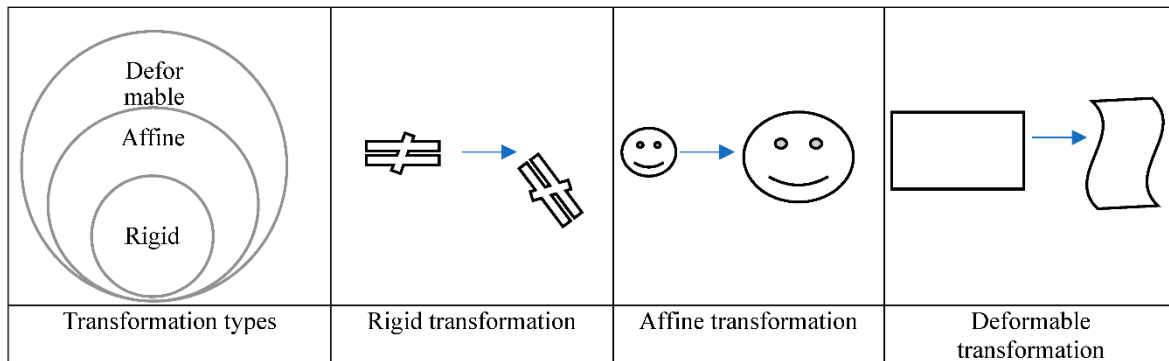 Defor
mable
Affine
Rigid
Transformation types
Rigid transformation
Affine transformation
Deformable
transformation